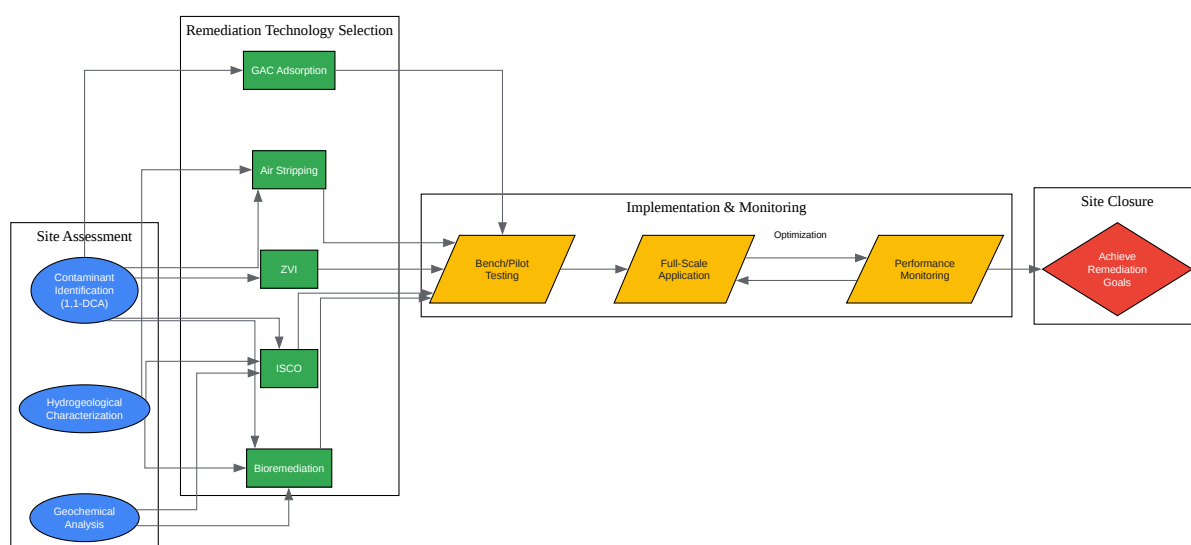 Remediation Technology Selection
GAC Adsorption
Air Stripping
ZVI
ISCO
Bioremediation
Site Assessment
Contaminant
Identification
(1,1-DCA)
Hydrogeological
Characterization
Geochemical
Analysis
Implementation & Monitoring
Bench/Pilot
Testing
Full-Scale
Application
Optimization
Performance
Monitoring
Site Closure
Achieve
Remediation
Goals